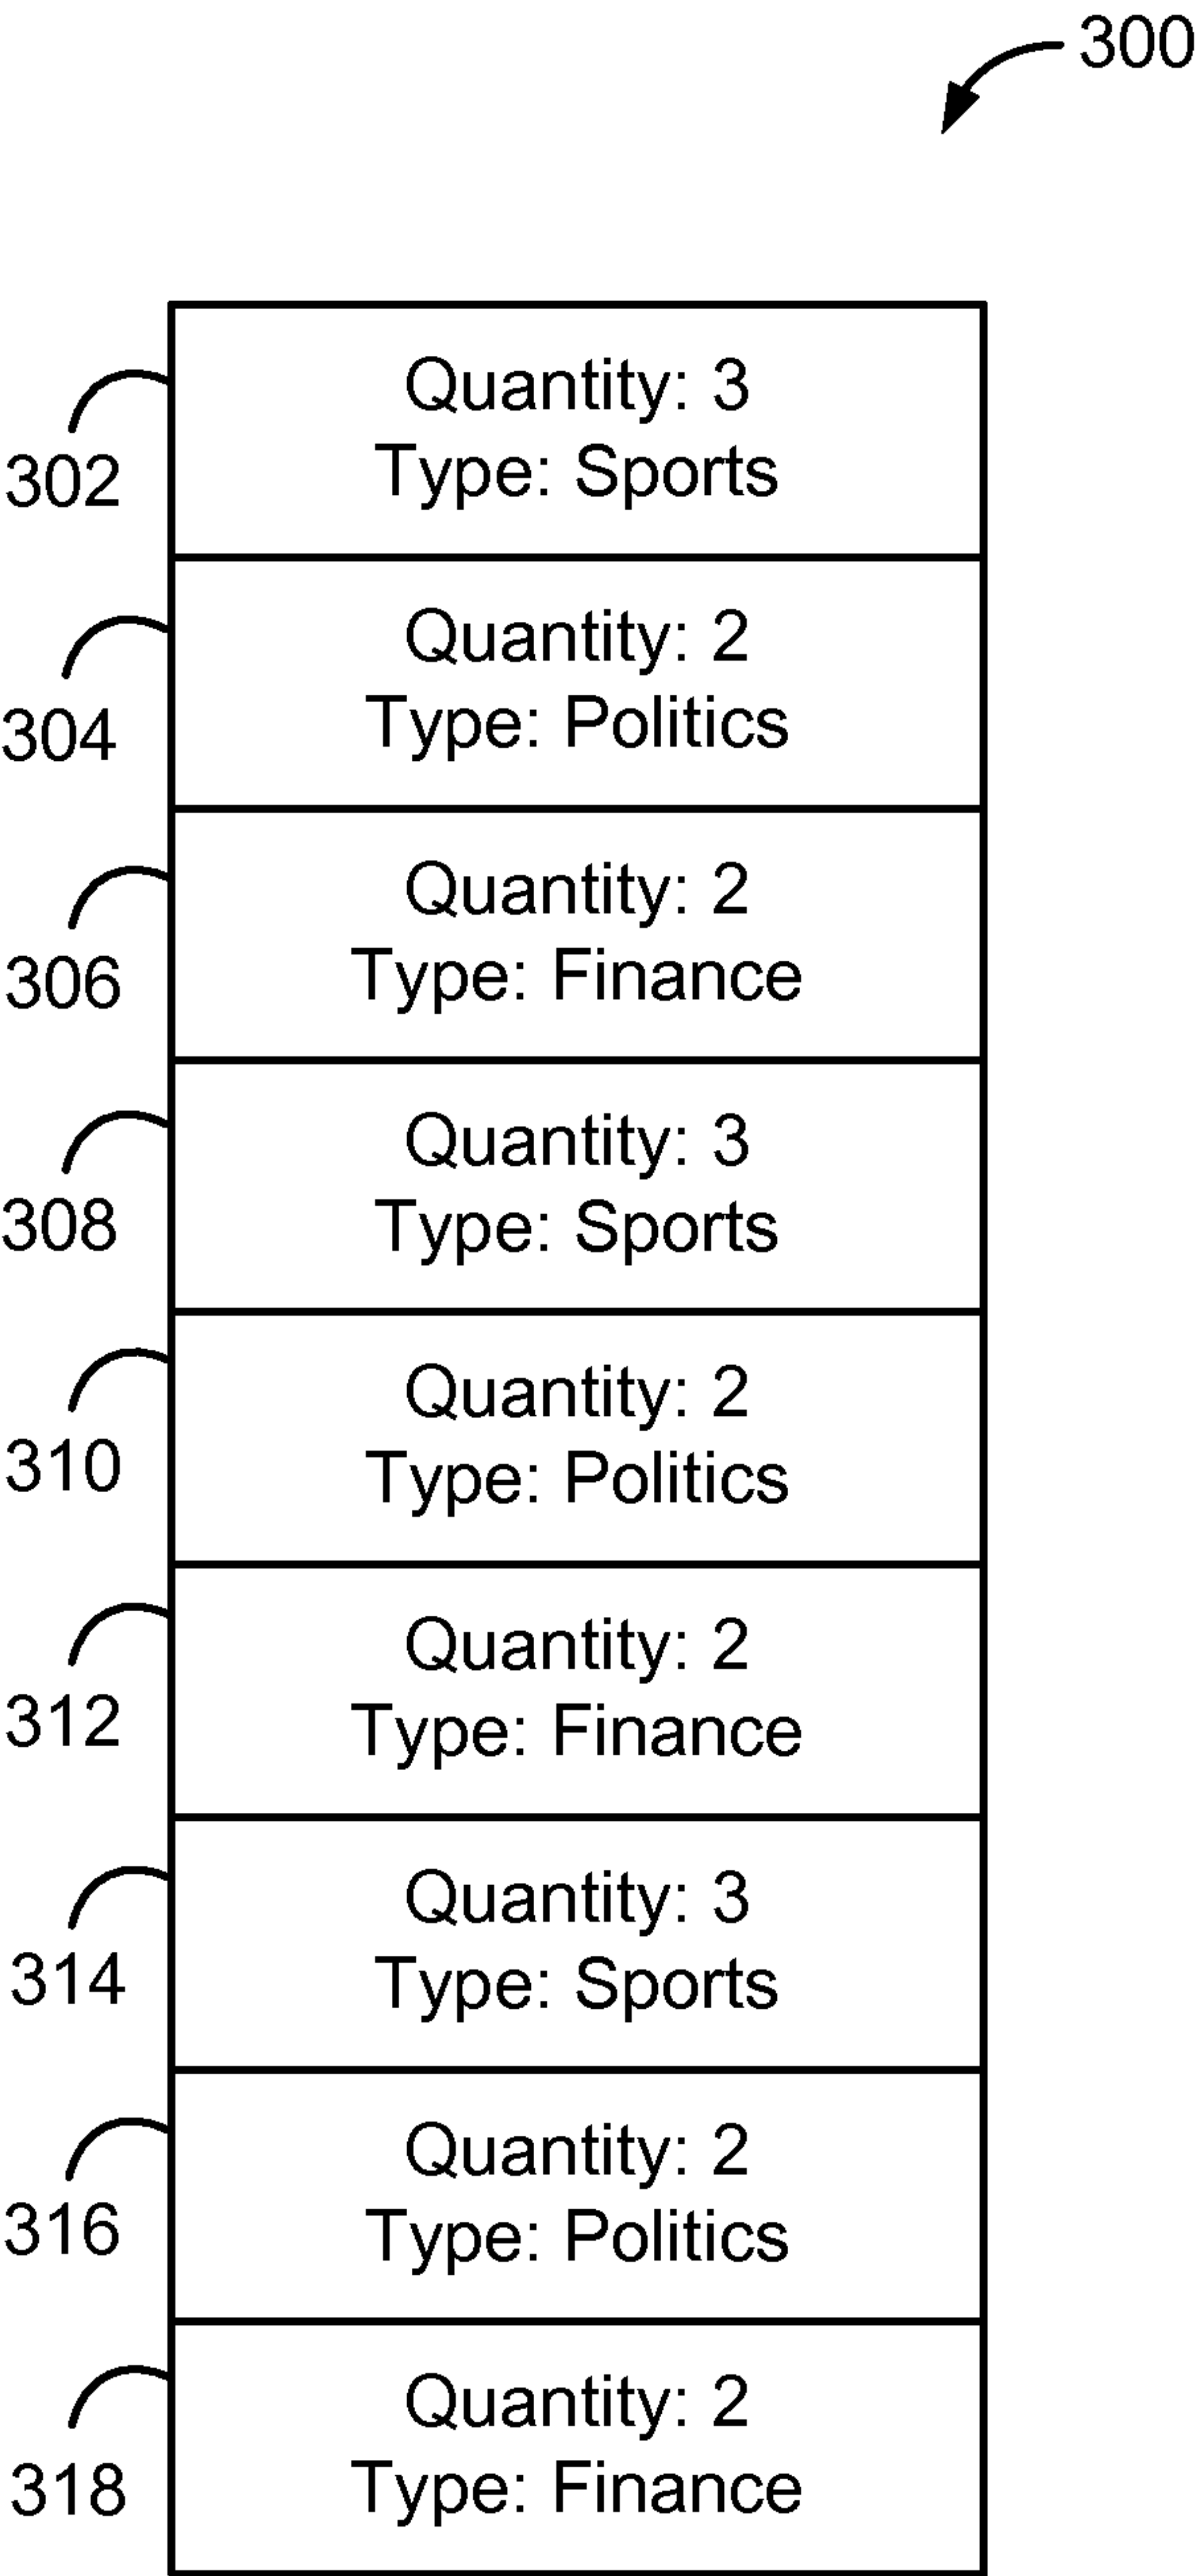 300
Quantity: 3
Type: Sports
302
Quantity: 2
Type: Politics
304
Quantity: 2
Type: Finance
306
Quantity: 3
Type: Sports
308
Quantity: 2
Type: Politics
310
Quantity: 2
Type: Finance
312
Quantity: 3
Type: Sports
314
Quantity: 2
Type: Politics
316
Quantity: 2
Type: Finance
318